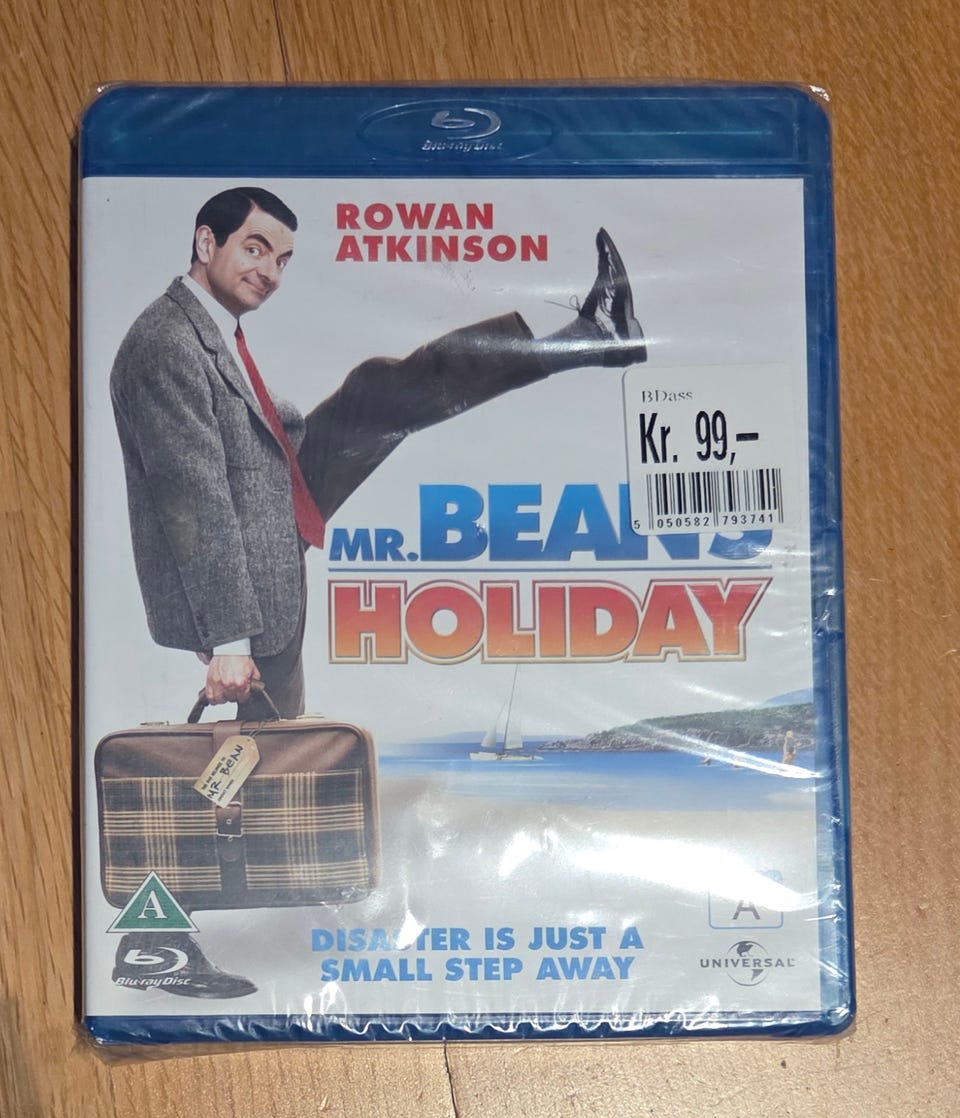 Blu-ray Disc
ROWAN
ATKINSON
BDass
Kr. 99,-
5 050582 793741
MR. BEAN'S
HOLIDAY
MR. BEAN
A
A
Blu-ray Disc
DISASTER IS JUST A
SMALL STEP AWAY
UNIVERSAL